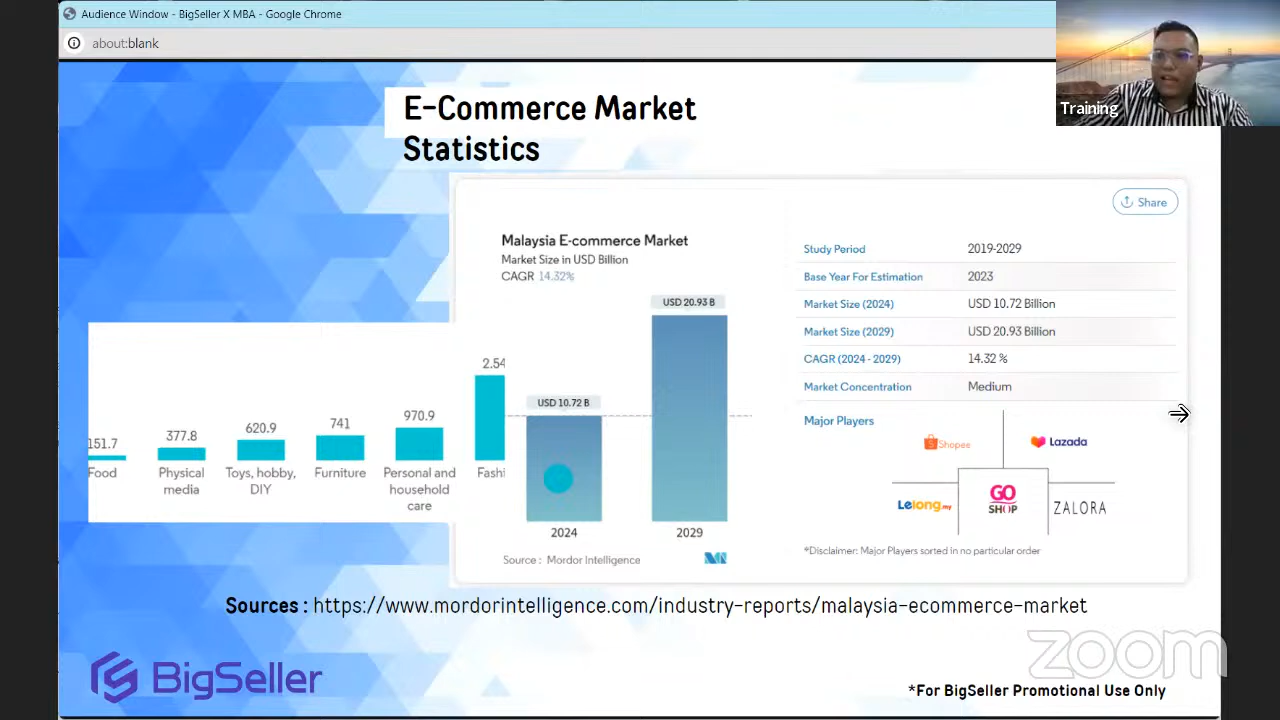 Audience Window - BigSeller X MBA - Google Chrome
about:blank
Training
E-Commerce Market
Statistics
Share
Malaysia E-commerce Market
Market Size in USD Billion
CAGR 14.32%
USD 20.93 B
USD 10.72 B
2024
2029
Source : Mordor Intelligence
Study Period 2019-2029
Base Year For Estimation 2023
Market Size (2024) USD 10.72 Billion
Market Size (2029) USD 20.93 Billion
CAGR (2024 - 2029) 14.32 %
Market Concentration Medium
Major Players
Shopee
Lazada
Lelong.my
GO
SHOP
ZALORA
*Disclaimer: Major Players sorted in no particular order
151.7
377.8
620.9
741
970.9
2.54
Food
Physical
media
Toys, hobby,
DIY
Furniture
Personal and
household
care
Fashi
Sources : https://www.mordorintelligence.com/industry-reports/malaysia-ecommerce-market
BigSeller
zoom
*For BigSeller Promotional Use Only